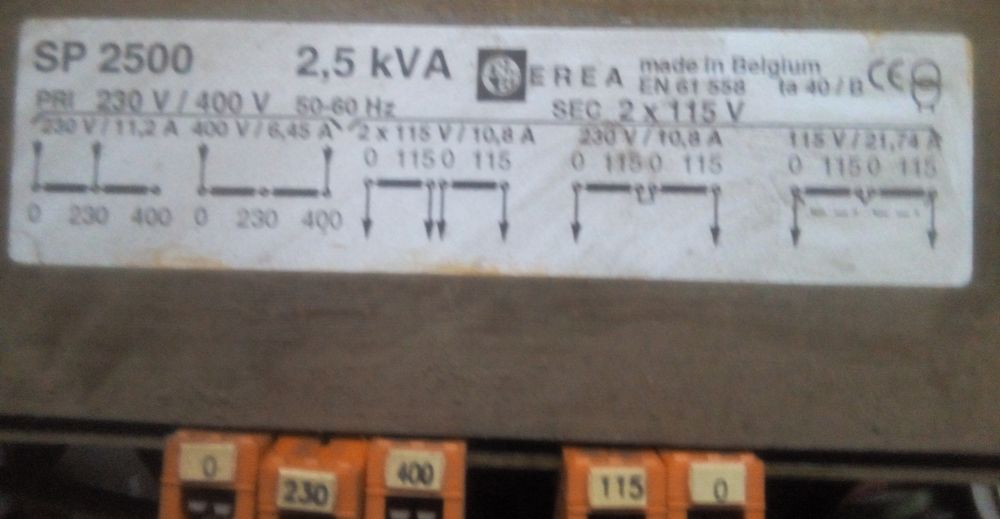 SP 2500 2,5 kVA EREA made in Belgium CE
EN 61 558 ta 40 / B
PRI 230 V / 400 V 50-60 Hz SEC 2 x 115 V
230 V / 11,2 A 400 V / 6,45 A 2 x 115 V / 10,8 A 230 V / 10,8 A 115 V / 21,74 A
0 115 0 115 0 115 0 115 0 115 0 115
0 230 400 0 230 400
0 230 400 115 0